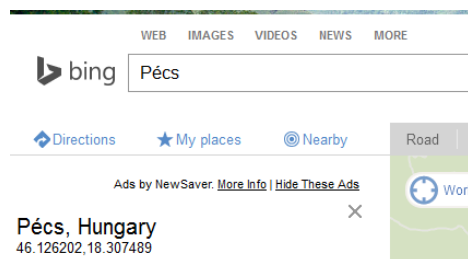 WEB IMAGES VIDEOS NEWS MORE
bing Pécs
Directions My places Nearby Road
Ads by NewSaver. More Info | Hide These Ads
Pécs, Hungary
46.126202,18.307489